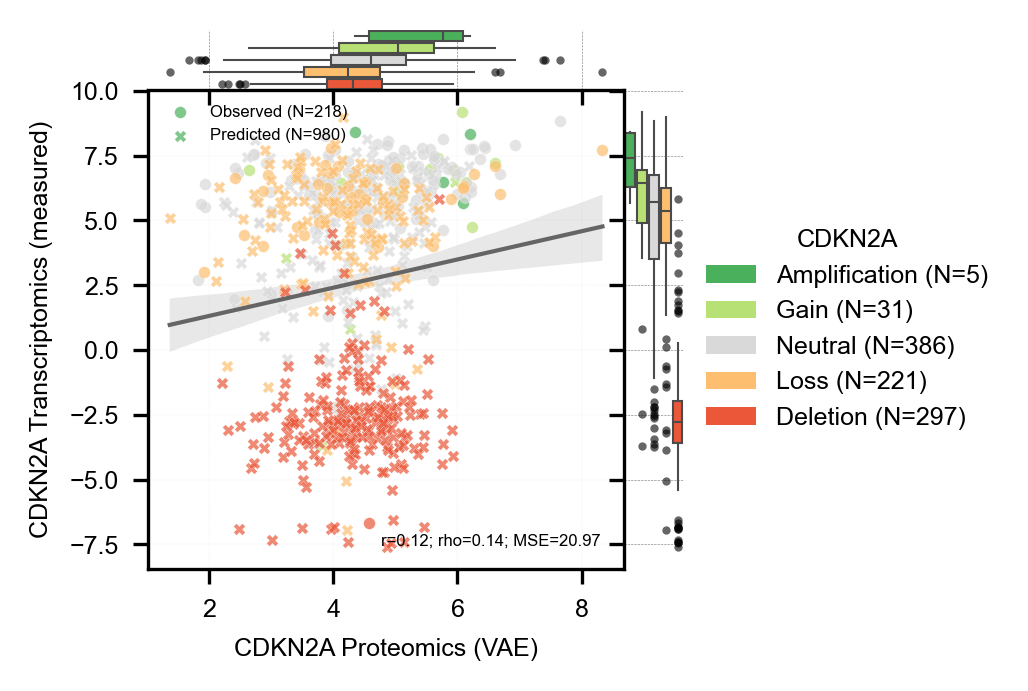 Observed (N=218)
Predicted (N=980)
10.0
7.5
5.0
2.5
0.0
−2.5
−5.0
−7.5
CDKN2A Transcriptomics (measured)
r=0.12; rho=0.14; MSE=20.97
2
4
6
8
CDKN2A Proteomics (VAE)
CDKN2A
Amplification (N=5)
Gain (N=31)
Neutral (N=386)
Loss (N=221)
Deletion (N=297)